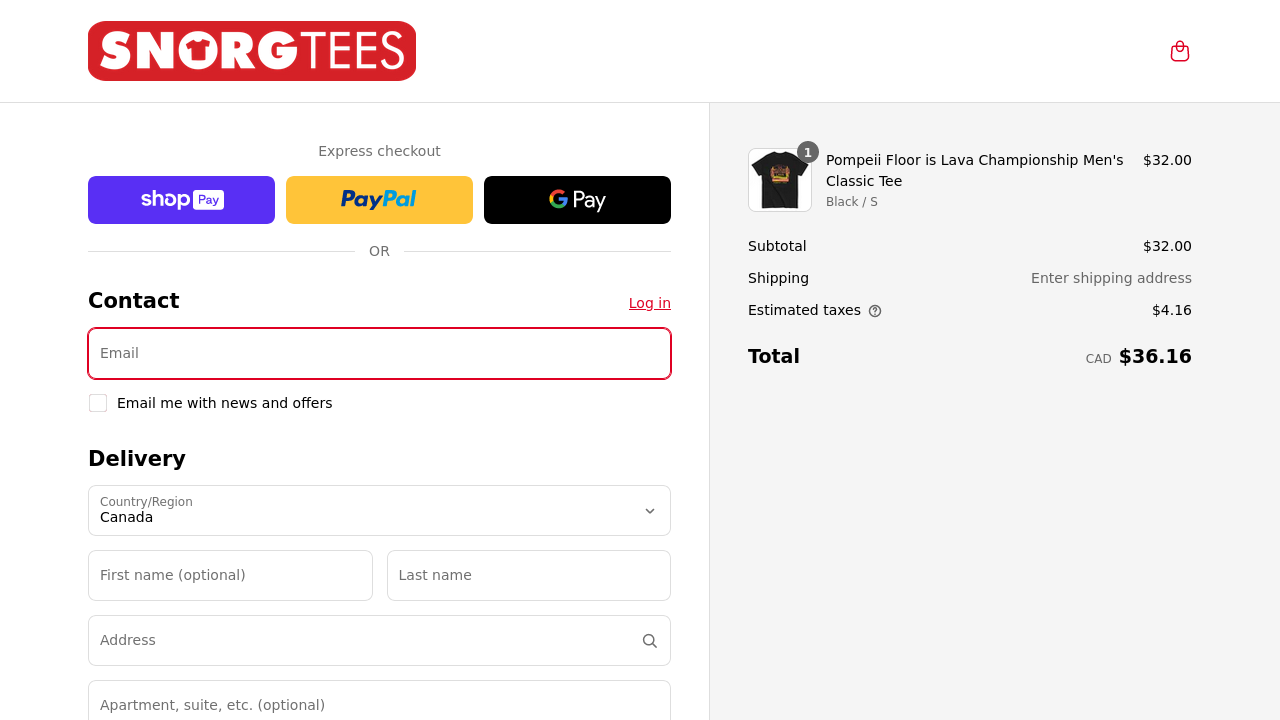 SNORGTEES
Express checkout
shop Pay
PayPal
G Pay
OR
Contact
Log in
Email
Email me with news and offers
Delivery
Country/Region
Canada
First name (optional)
Last name
Address
Apartment, suite, etc. (optional)
1
Pompeii Floor is Lava Championship Men's
Classic Tee
Black / S
$32.00
Subtotal
$32.00
Shipping
Enter shipping address
Estimated taxes
$4.16
Total
CAD $36.16